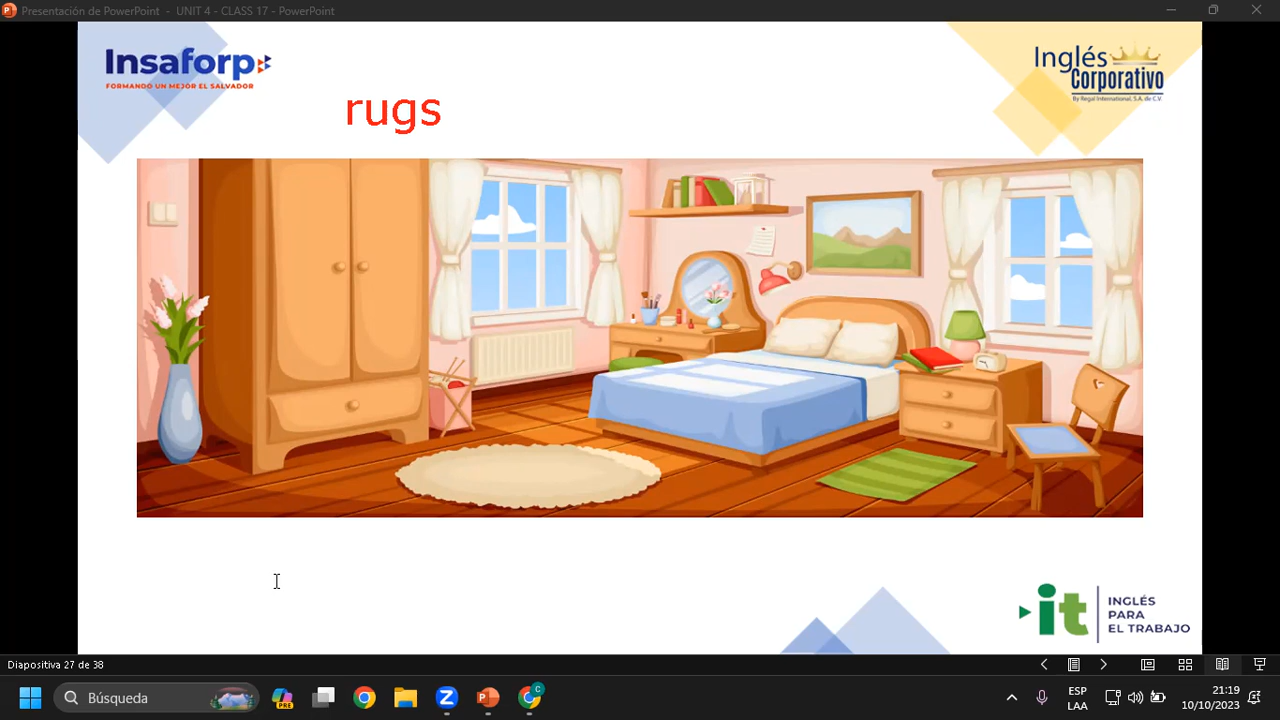 Presentación de PowerPoint - UNIT 4 - CLASS 17 - PowerPoint
Insaforp
FORMANDO UN MEJOR EL SALVADOR
Inglés
Corporativo
By Regal International, S.A. de C.V.
rugs
it
INGLÉS
PARA
EL TRABAJO
Diapositiva 27 de 38
Búsqueda
PRE
C
ESP
LAA
21:19
10/10/2023